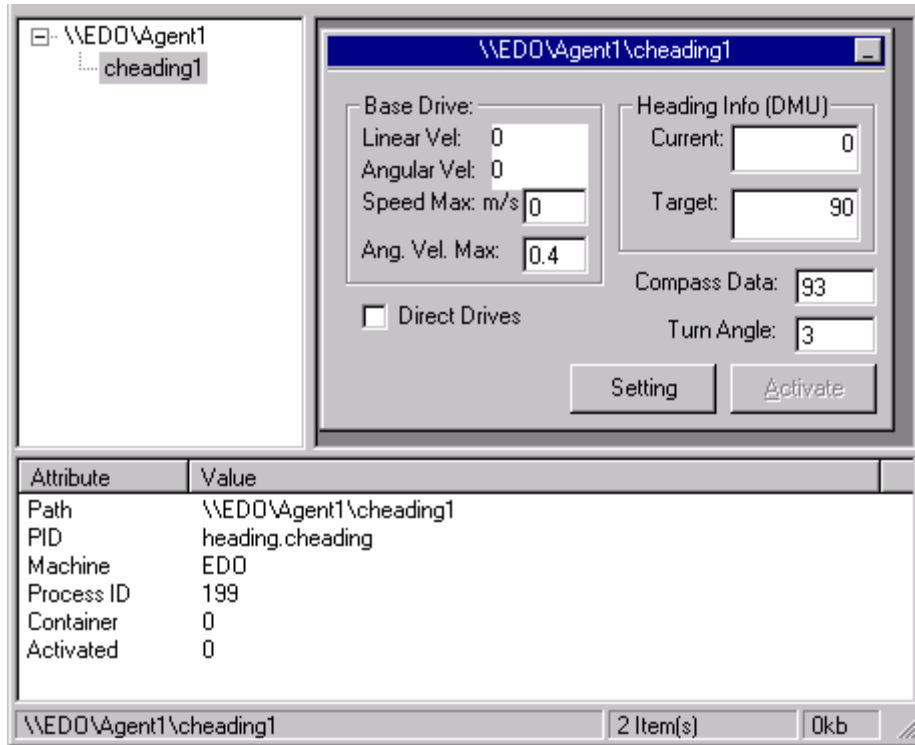 \\EDO\Agent1
cheading1
\\EDO\Agent1\cheading1
Base Drive:
Linear Vel: 0
Angular Vel: 0
Speed Max: m/s 0
Ang. Vel. Max: 0.4
Direct Drives
Heading Info (DMU)
Current: 0
Target: 90
Compass Data: 93
Turn Angle: 3
Setting Activate
Attribute Value
Path \\EDO\Agent1\cheading1
PID heading.cheading
Machine EDO
Process ID 199
Container 0
Activated 0
\\EDO\Agent1\cheading1 2 Item(s) 0kb